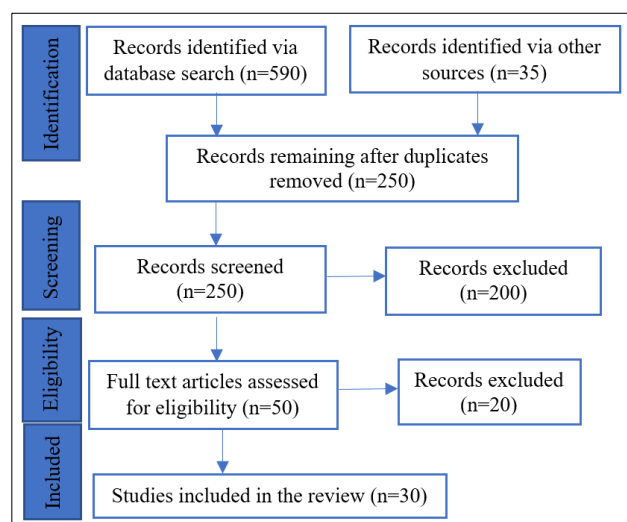 Identification
Records identified via
database search (n=590)
Records identified via other
sources (n=35)
Records remaining after duplicates
removed (n=250)
Screening
Records screened
(n=250)
Records excluded
(n=200)
Eligibility
Full text articles assessed
for eligibility (n=50)
Records excluded
(n=20)
Included
Studies included in the review (n=30)